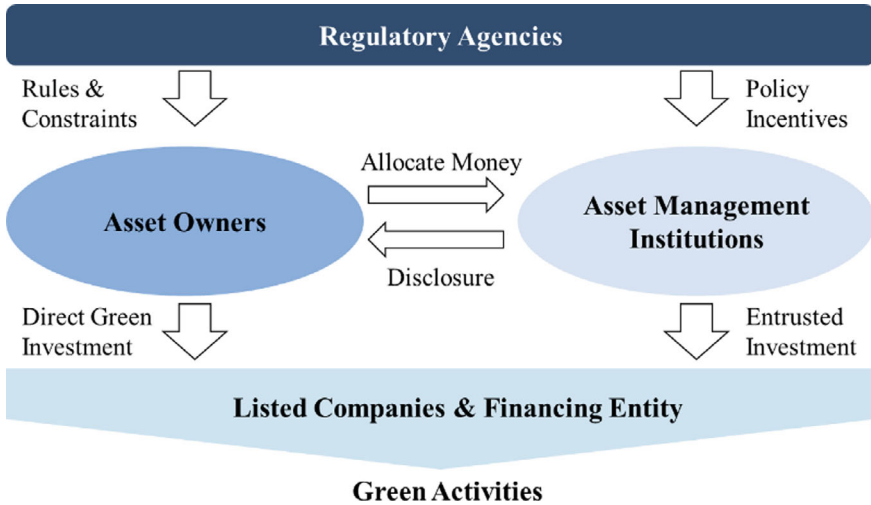 Regulatory Agencies
Rules &
Constraints
Policy
Incentives
Allocate Money
Asset Owners
Asset Management
Institutions
Disclosure
Direct Green
Investment
Entrusted
Investment
Listed Companies & Financing Entity
Green Activities